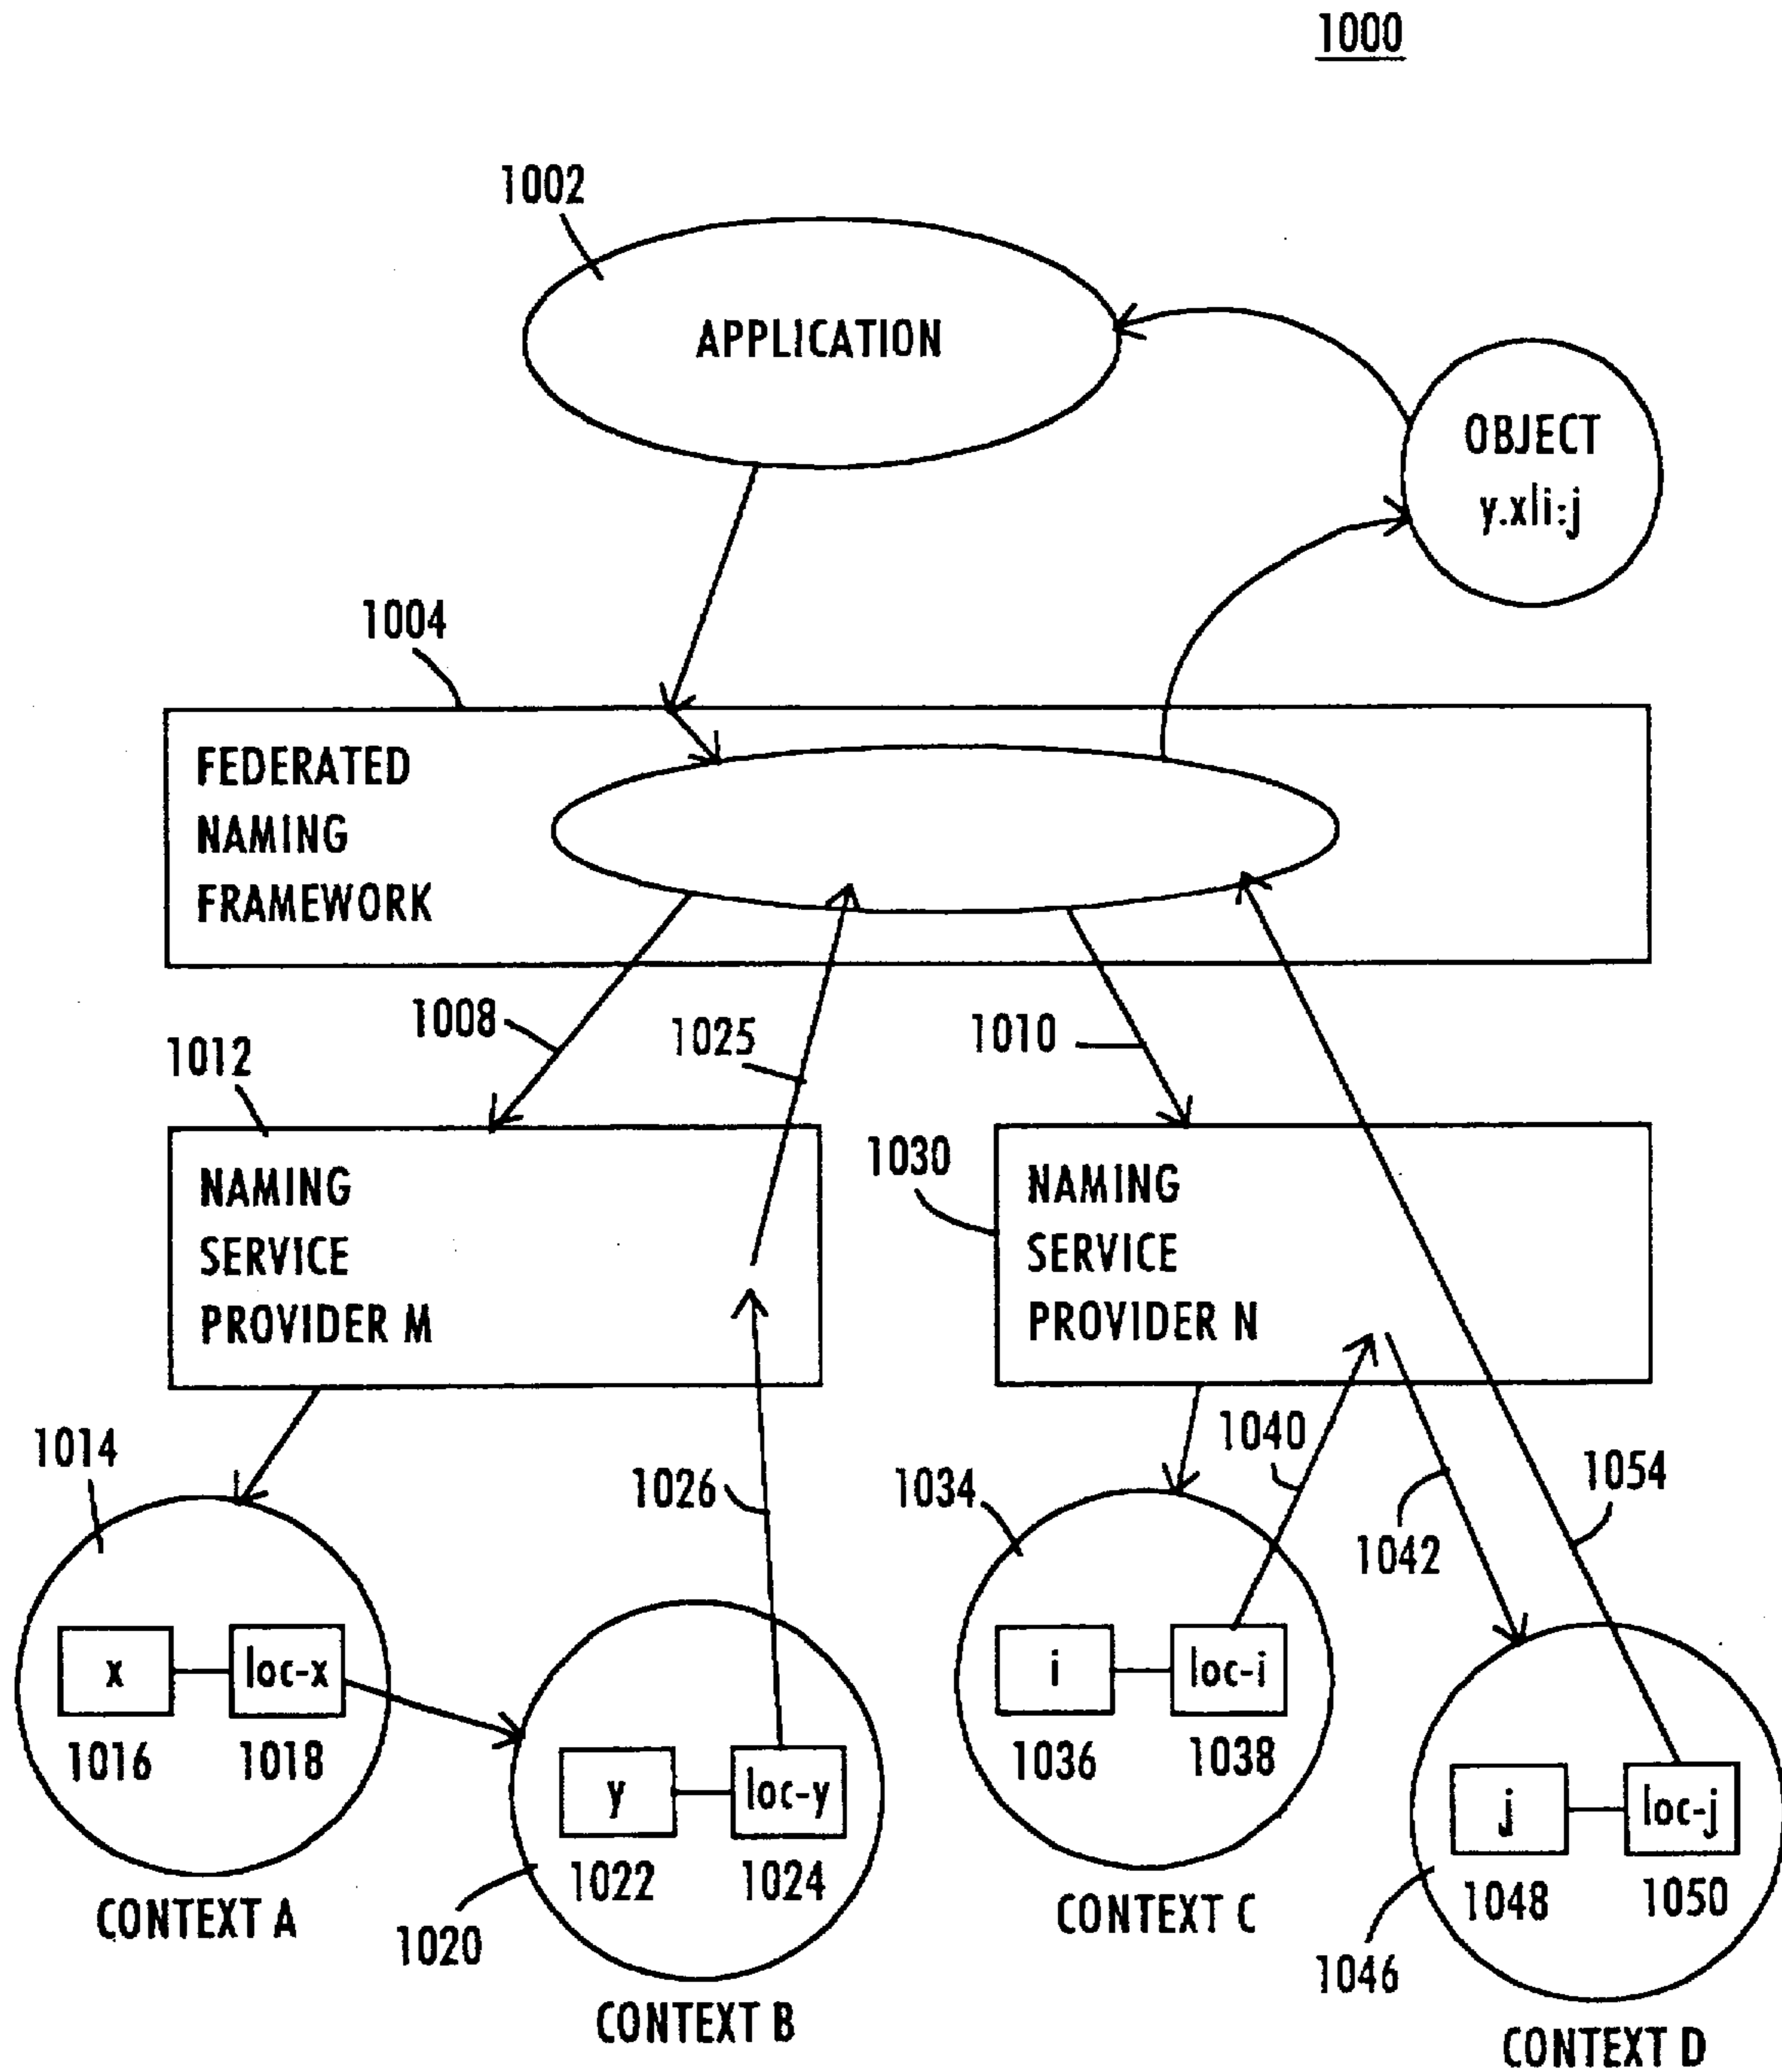 1000
1002
APPLICATION
OBJECT
y.xli:j
1004
FEDERATED
NAMING
FRAMEWORK
1008
1025
1010
1012
1030
NAMING
SERVICE
PROVIDER M
NAMING
SERVICE
PROVIDER N
1014
1026
1034
1040
1042
1054
x
loc-x
1016
1018
y
loc-y
1022
1024
i
loc-i
1036
1038
j
loc-j
1048
1050
CONTEXT A
1020
CONTEXT B
CONTEXT C
1046
CONTEXT D